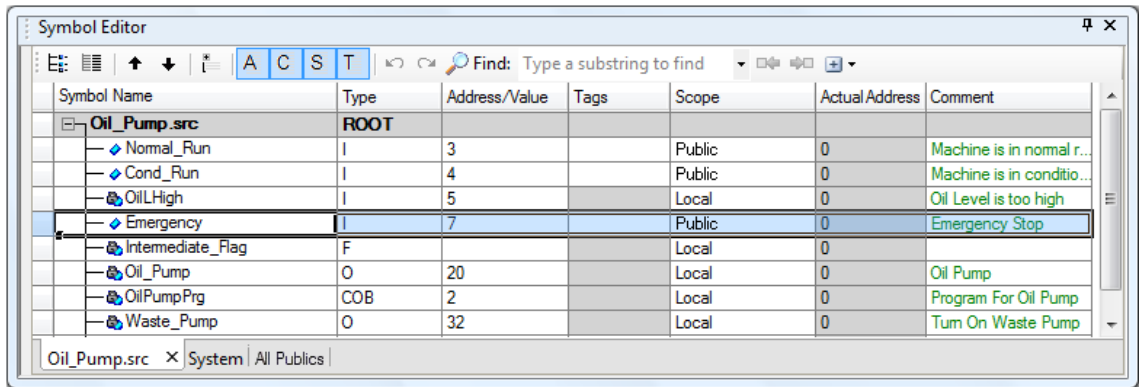 Symbol Editor
A C S T Find: Type a substring to find
Symbol Name Type Address/Value Tags Scope Actual Address Comment
Oil_Pump.src ROOT
Normal_Run I 3 Public 0 Machine is in normal r...
Cond_Run I 4 Public 0 Machine is in conditio...
OilLHigh I 5 Local 0 Oil Level is too high
Emergency I 7 Public 0 Emergency Stop
Intermediate_Flag F Local 0
Oil_Pump O 20 Local 0 Oil Pump
OilPumpPrg COB 2 Local 0 Program For Oil Pump
Waste_Pump O 32 Local 0 Turn On Waste Pump
Oil_Pump.src System All Publics